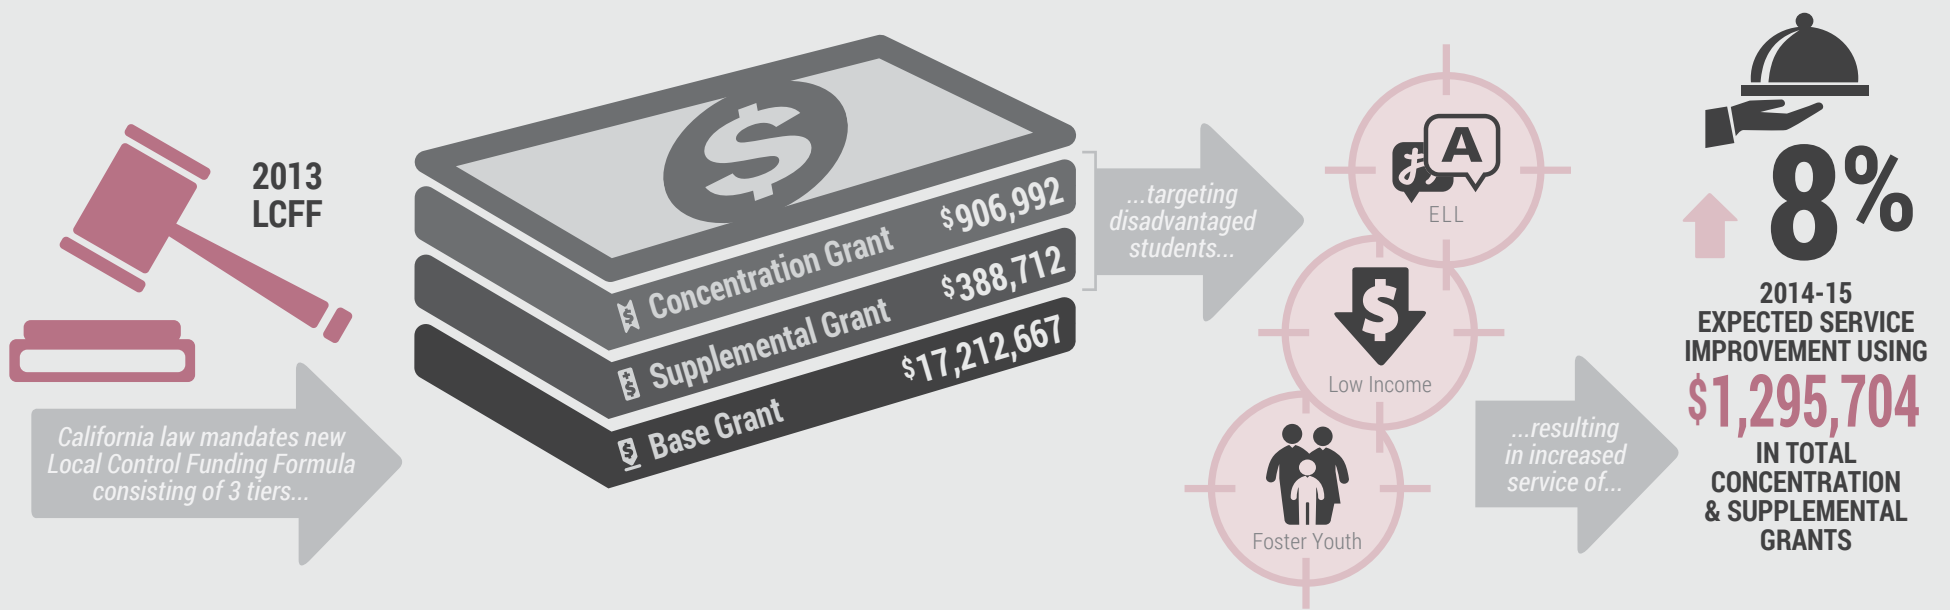 2013
LCFF
California law mandates new
Local Control Funding Formula
consisting of 3 tiers...
Concentration Grant $906,992
Supplemental Grant $388,712
Base Grant $17,212,667
...targeting
disadvantaged
students...
あ A
ELL
$
Low Income
Foster Youth
...resulting
in increased
service of...
8%
2014-15
EXPECTED SERVICE
IMPROVEMENT USING
$1,295,704
IN TOTAL
CONCENTRATION
& SUPPLEMENTAL
GRANTS